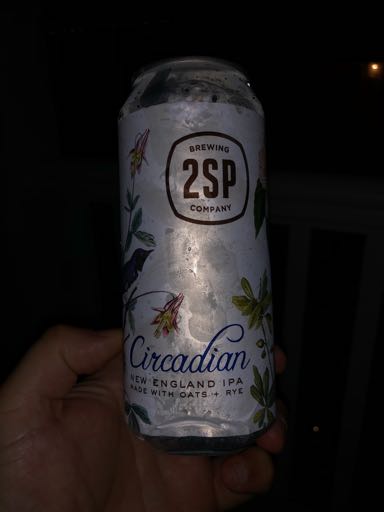 BREWING
2SP
COMPANY
Circadian
NEW ENGLAND IPA
MADE WITH OATS + RYE